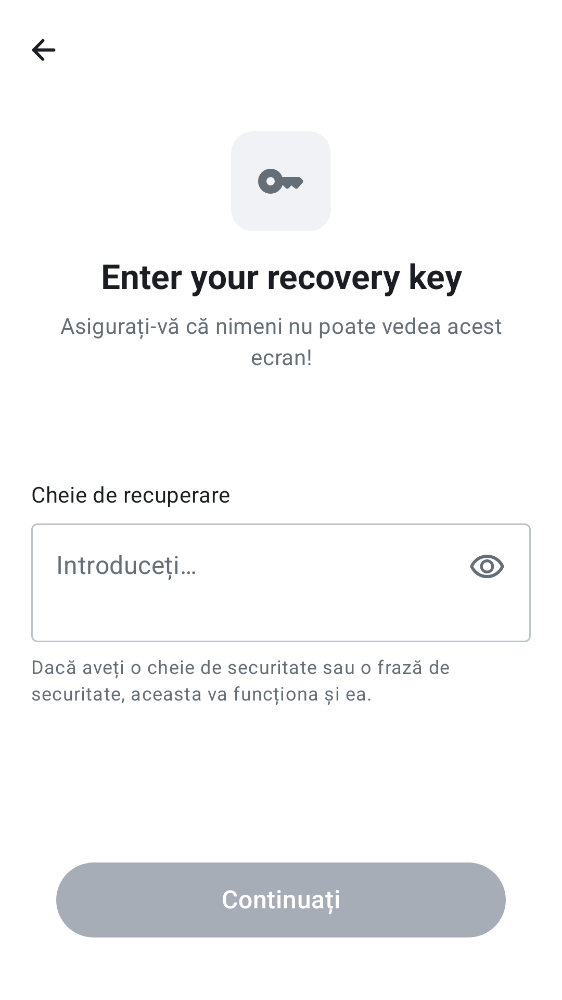 Enter your recovery key
Asigurați-vă că nimeni nu poate vedea acest
ecran!
Cheie de recuperare
Introduceți…
Dacă aveți o cheie de securitate sau o frază de
securitate, aceasta va funcționa și ea.
Continuați